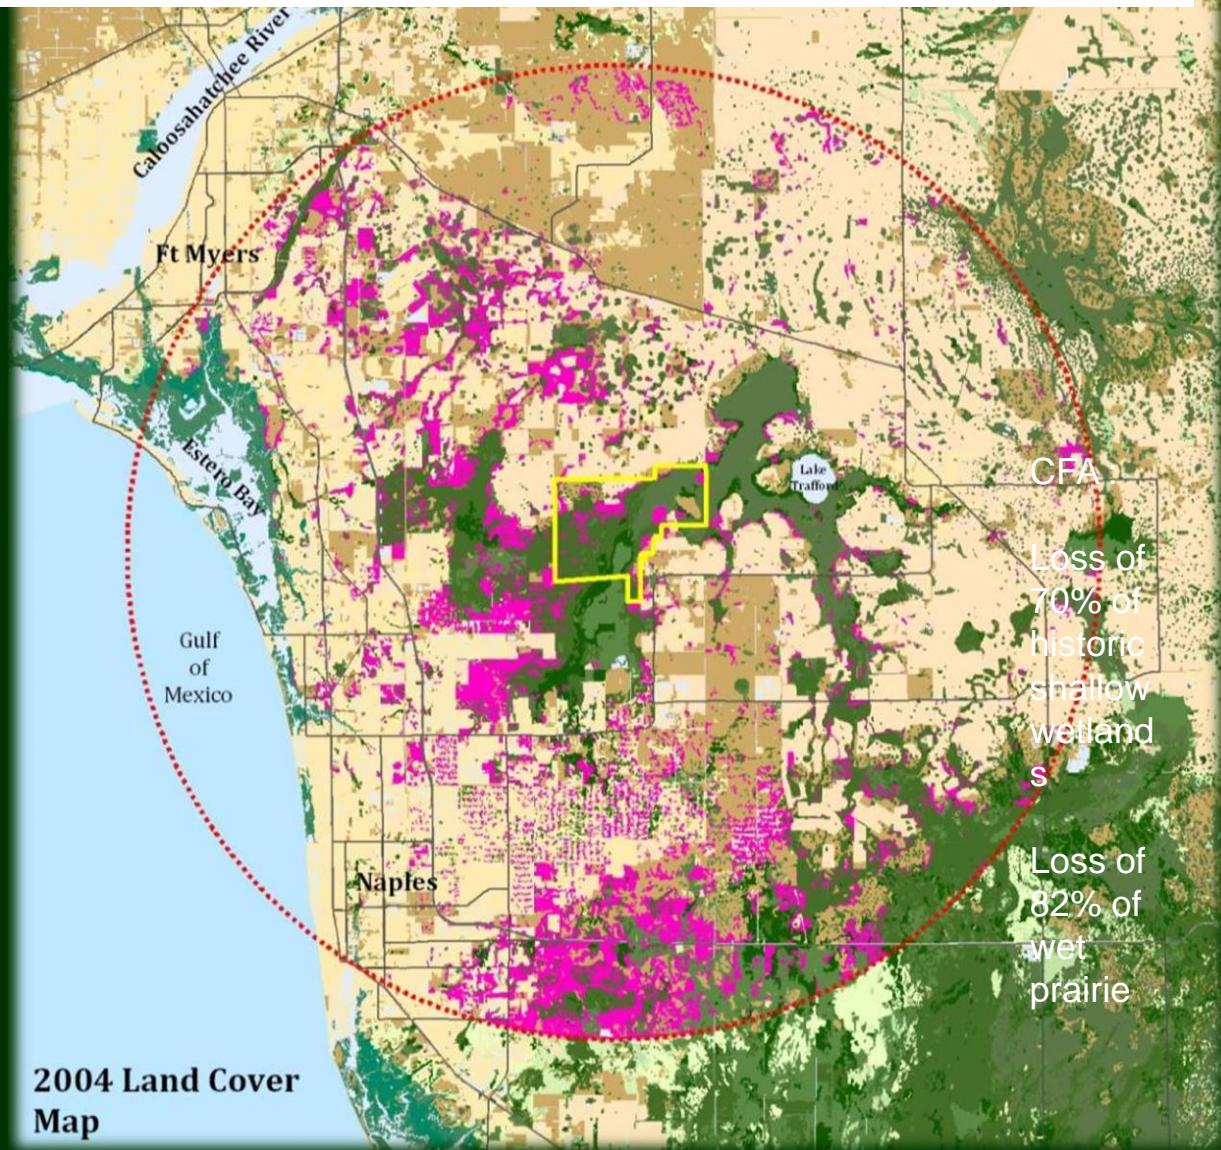 Caloosahatchee River
Ft Myers
Estero Bay
Lake
Trafford
CFA
Loss of
70% of
historic
shallow
wetland
s
Gulf
of
Mexico
Loss of
82% of
wet
prairie
Naples
2004 Land Cover
Map